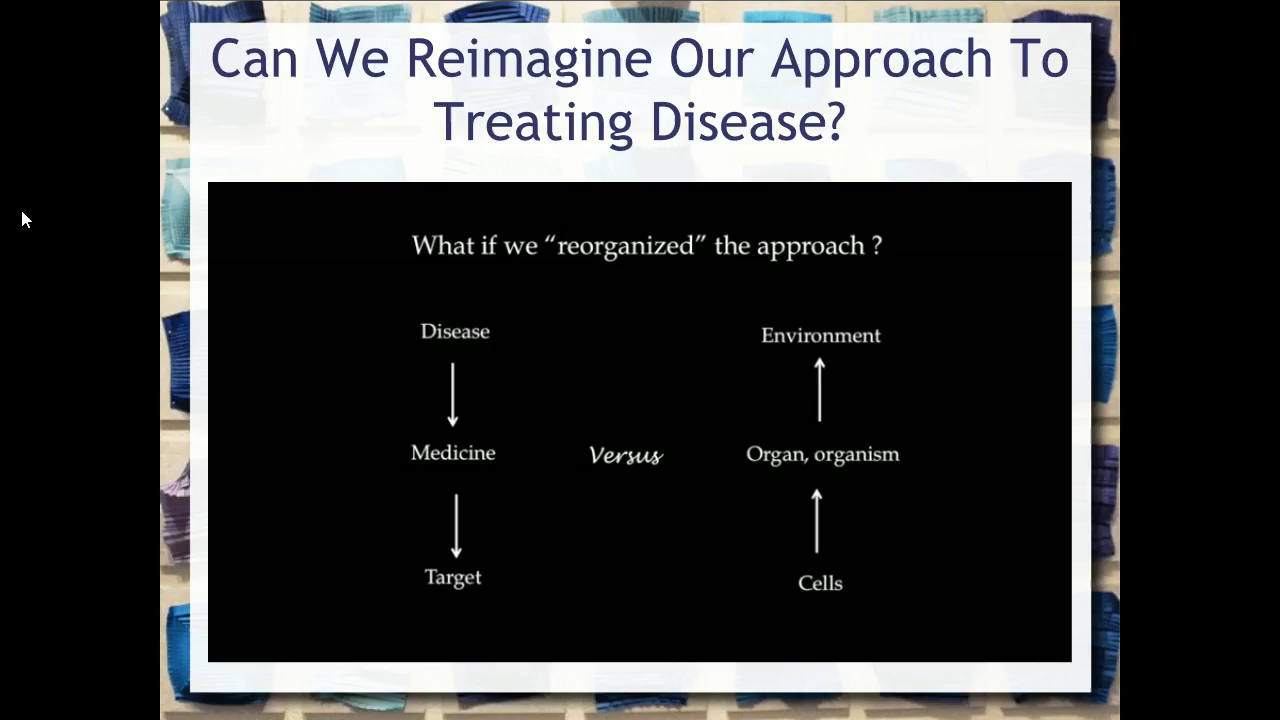 Can We Reimagine Our Approach To
Treating Disease?
What if we “reorganized” the approach ?
Disease
Medicine
Target
Versus
Environment
Organ, organism
Cells